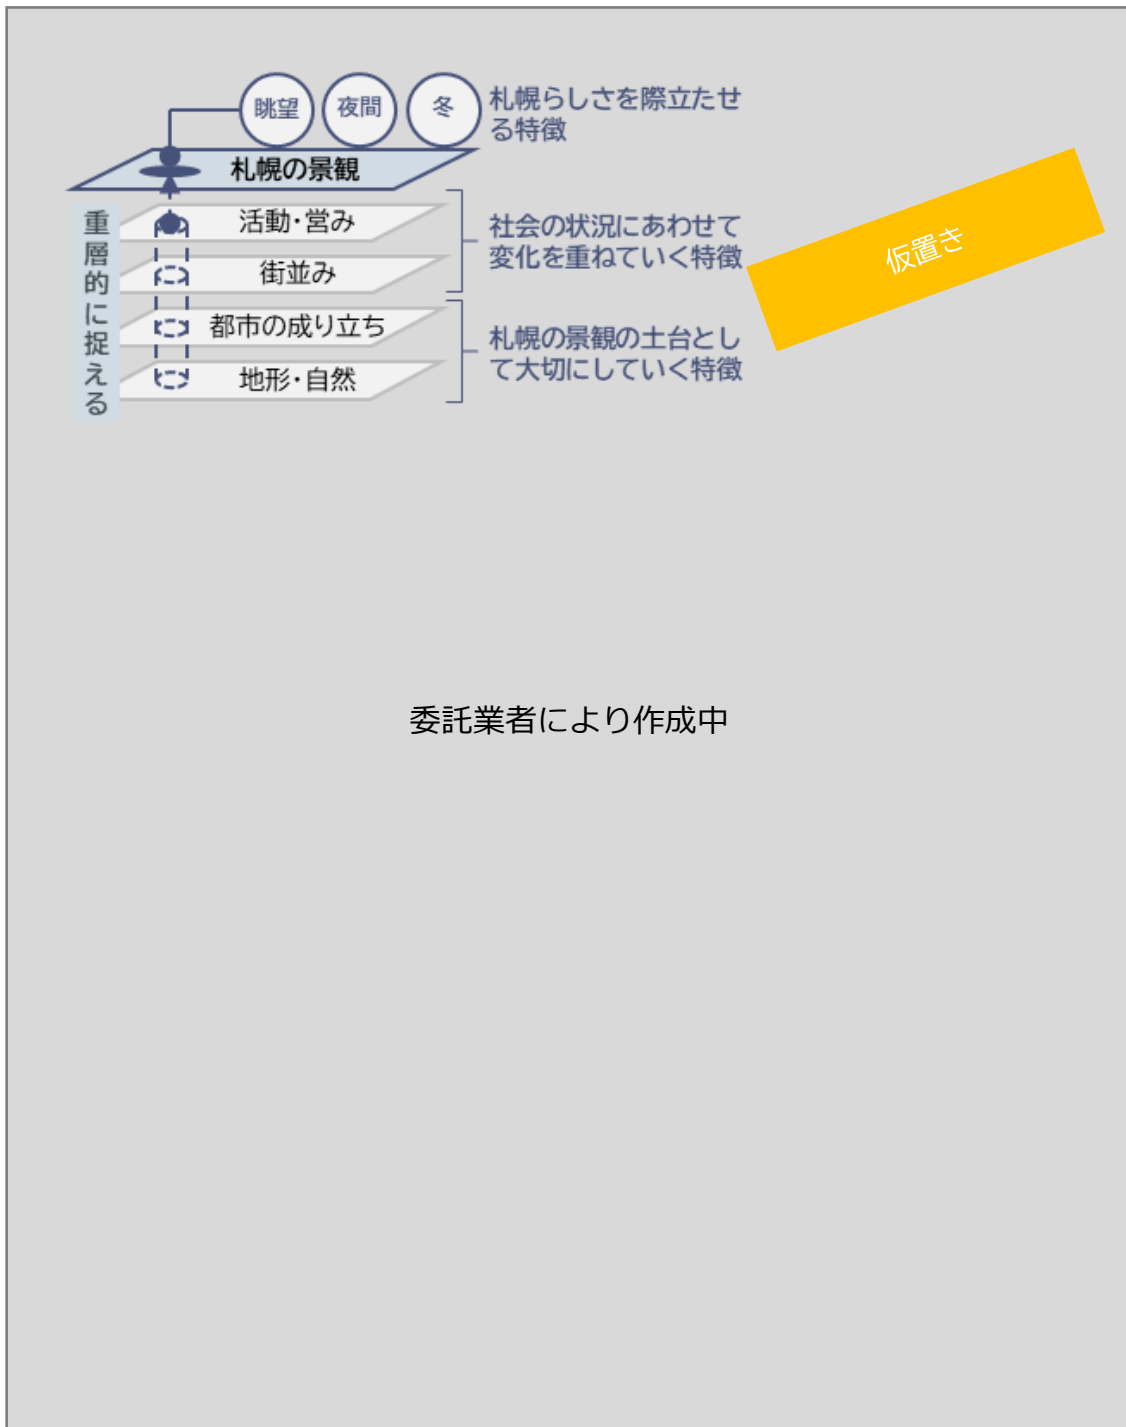 眺望
夜間
冬
札幌らしさを際立たせ
る特徴
札幌の景観
重層的に捉える
活動・営み
街並み
社会の状況にあわせて
変化を重ねていく特徴
都市の成り立ち
地形・自然
札幌の景観の土台とし
て大切にしていく特徴
仮置き
委託業者により作成中